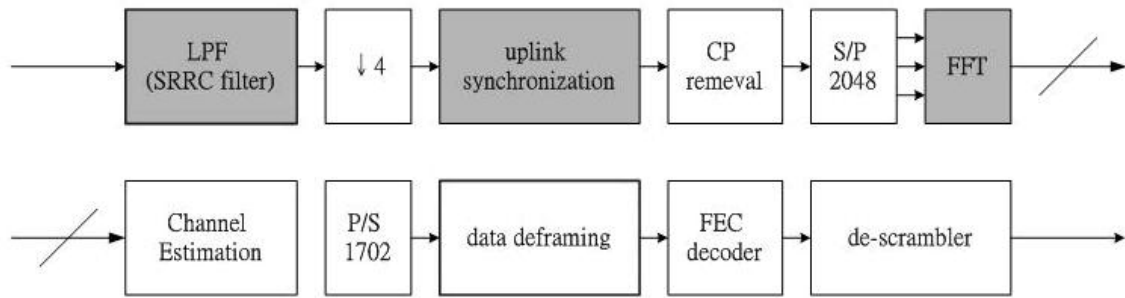 LPF
(SRRC filter)
↓ 4
uplink
synchronization
CP
remeval
S/P
2048
FFT
Channel
Estimation
P/S
1702
data deframing
FEC
decoder
de-scrambler